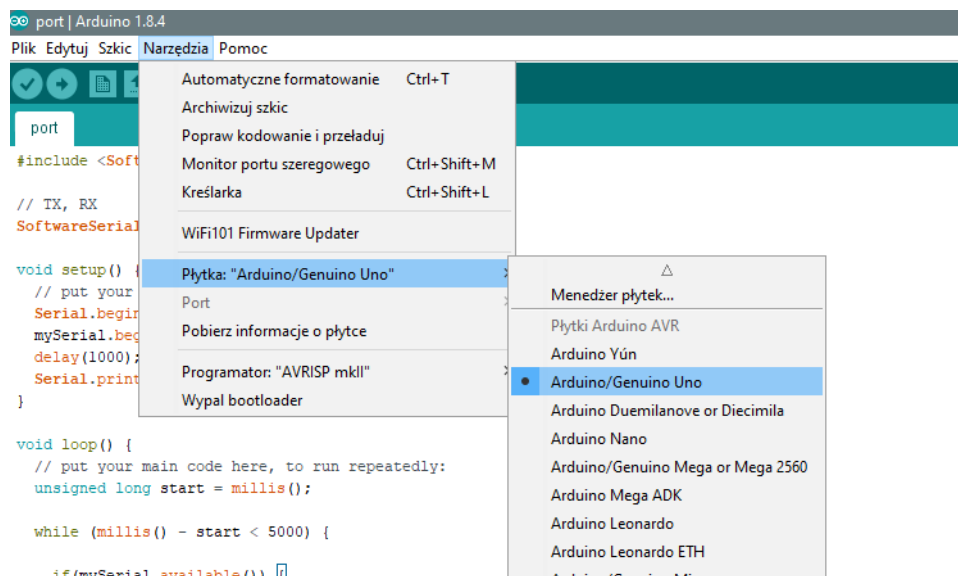 port | Arduino 1.8.4
Plik Edytuj Szkic Narzędzia Pomoc
Automatyczne formatowanie Ctrl+T
Archiwizuj szkic
Popraw kodowanie i przeładuj
Monitor portu szeregowego Ctrl+Shift+M
Kreślarka Ctrl+Shift+L
WiFi101 Firmware Updater
Płytka: "Arduino/Genuino Uno"
Port
Pobierz informacje o płytce
Programator: "AVRISP mkII"
Wypal bootloader
Menedżer płytek...
Płytki Arduino AVR
Arduino Yún
Arduino/Genuino Uno
Arduino Duemilanove or Diecimila
Arduino Nano
Arduino/Genuino Mega or Mega 2560
Arduino Mega ADK
Arduino Leonardo
Arduino Leonardo ETH
port
#include <Soft
// TX, RX
SoftwareSerial
void setup() {
// put your
Serial.begin
mySerial.beg
delay(1000);
Serial.print
}
void loop() {
// put your main code here, to run repeatedly:
unsigned long start = millis();
while (millis() - start < 5000) {
if(mySerial.available()) {